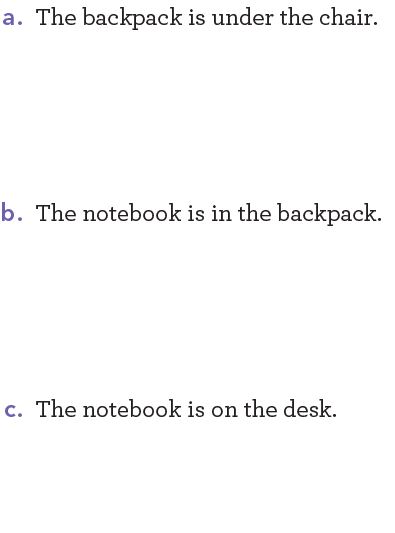 a. The backpack is under the chair.
b. The notebook is in the backpack.
c. The notebook is on the desk.